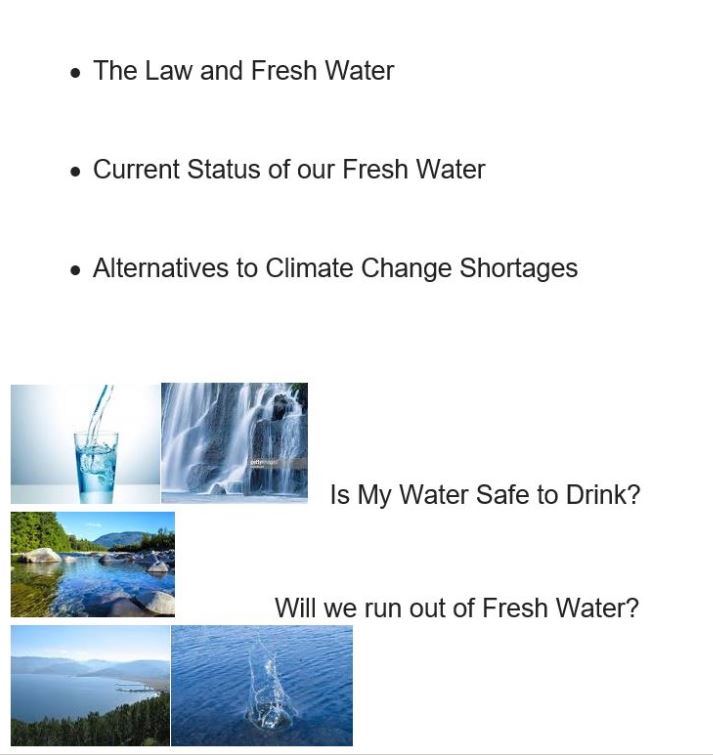 • The Law and Fresh Water
• Current Status of our Fresh Water
• Alternatives to Climate Change Shortages
Is My Water Safe to Drink?
Will we run out of Fresh Water?